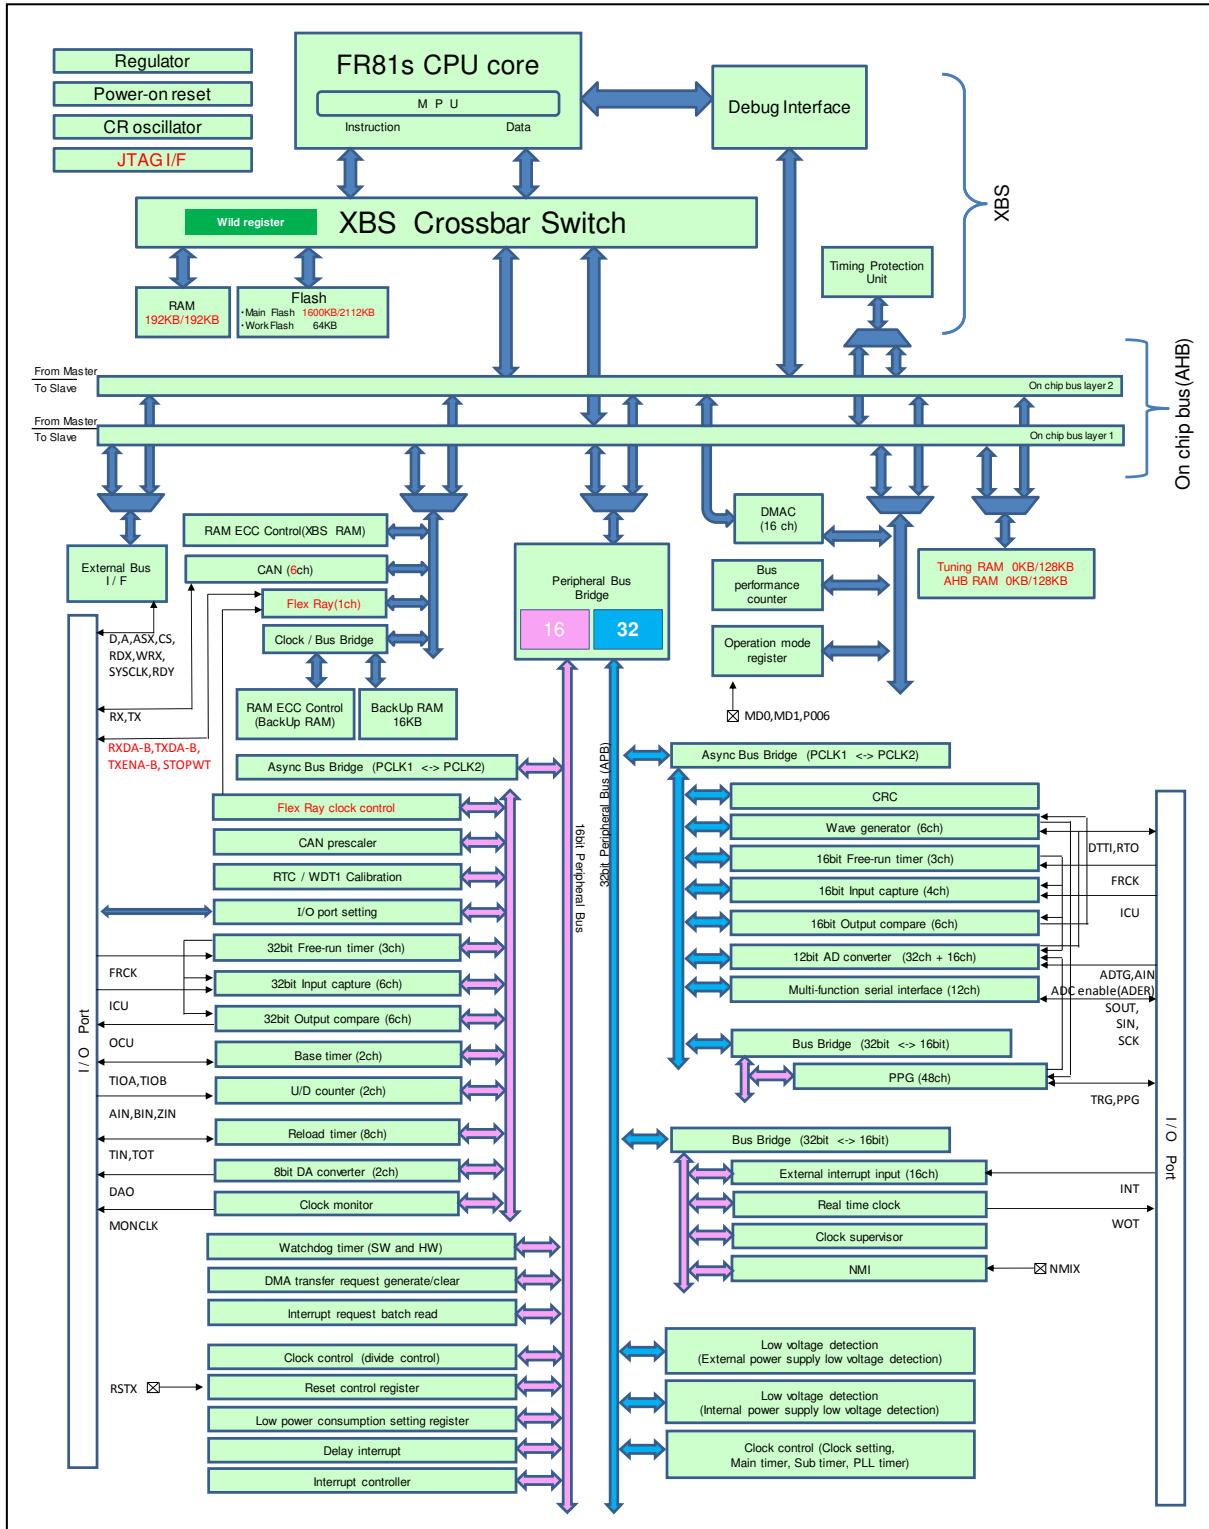 Regulator
Power-on reset
CR oscillator
JTAG I/F
FR81s CPU core
M P U
Instruction
Data
Debug Interface
XBS
Wild register
XBS Crossbar Switch
RAM
192KB/192KB
Flash
・Main Flash 1600KB/2112KB
・Work Flash 64KB
Timing Protection
Unit
From Master
To Slave
On chip bus layer 2
From Master
To Slave
On chip bus layer 1
On chip bus(AHB)
External Bus
I / F
RAM ECC Control(XBS RAM)
CAN (6ch)
Flex Ray(1ch)
Clock / Bus Bridge
RAM ECC Control
(BackUp RAM)
BackUp RAM
16KB
Peripheral Bus
Bridge
16
32
DMAC
(16 ch)
Bus
performance
counter
Operation mode
register
MD0,MD1,P006
Tuning RAM 0KB/128KB
AHB RAM 0KB/128KB
D,A,ASX,CS,
RDX,WRX,
SYSCLK,RDY
RX,TX
RXDA-B,TXDA-B,
TXENA-B, STOPWT
Async Bus Bridge (PCLK1 <-> PCLK2)
Flex Ray clock control
CAN prescaler
RTC / WDT1 Calibration
I/O port setting
32bit Free-run timer (3ch)
FRCK
32bit Input capture (6ch)
ICU
32bit Output compare (6ch)
OCU
Base timer (2ch)
TIOA,TIOB
U/D counter (2ch)
AIN,BIN,ZIN
Reload timer (8ch)
TIN,TOT
8bit DA converter (2ch)
DAO
Clock monitor
MONCLK
I / O Port
Watchdog timer (SW and HW)
DMA transfer request generate/clear
Interrupt request batch read
Clock control (divide control)
RSTX
Reset control register
Low power consumption setting register
Delay interrupt
Interrupt controller
16bit Peripheral Bus
32bit Peripheral Bus (APB)
Async Bus Bridge (PCLK1 <-> PCLK2)
CRC
Wave generator (6ch)
DTTI,RTO
16bit Free-run timer (3ch)
FRCK
16bit Input capture (4ch)
ICU
16bit Output compare (6ch)
12bit AD converter (32ch + 16ch)
ADTG,AIN
ADC enable(ADER)
Multi-function serial interface (12ch)
SOUT,
SIN,
SCK
Bus Bridge (32bit <-> 16bit)
PPG (48ch)
TRG,PPG
Bus Bridge (32bit <-> 16bit)
External interrupt input (16ch)
INT
Real time clock
WOT
Clock supervisor
NMI
NMIX
I / O Port
Low voltage detection
(External power supply low voltage detection)
Low voltage detection
(Internal power supply low voltage detection)
Clock control (Clock setting,
Main timer, Sub timer, PLL timer)